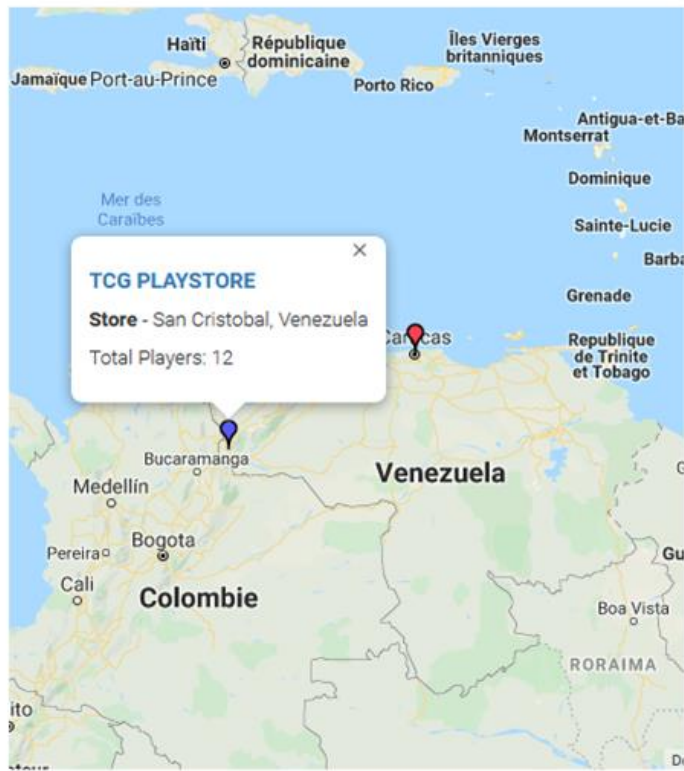 Haïti
République
dominicaine
Îles Vierges
britanniques
Jamaïque
Port-au-Prince
Porto Rico
Antigua-et-Ba
Montserrat
Dominique
Mer des
Caraïbes
Sainte-Lucie
Barba
×
TCG PLAYSTORE
Store - San Cristobal, Venezuela
Total Players: 12
Grenade
Republique
de Trinite
et Tobago
Bucaramanga
Venezuela
Medellín
Bogota
Pereira
Gu
Cali
Colombie
Boa Vista
RORAIMA
ito